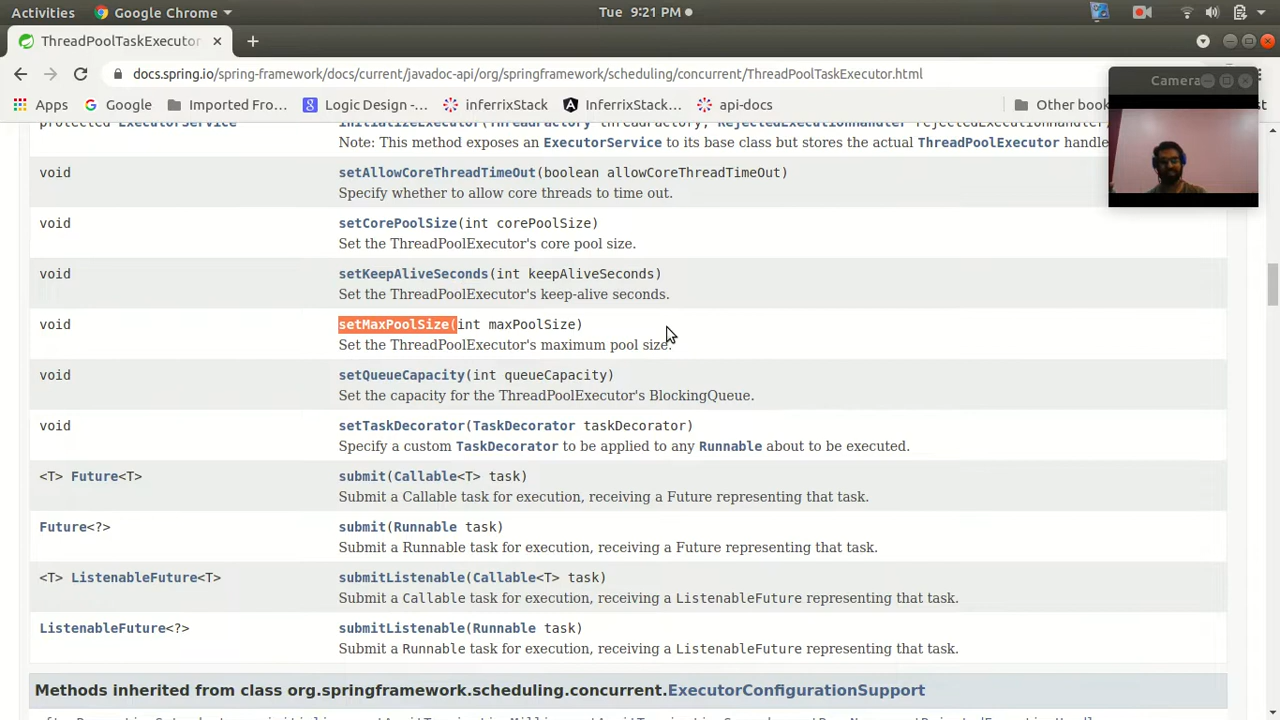 Activities Google Chrome Tue 9:21 PM
ThreadPoolTaskExecutor
docs.spring.io/spring-framework/docs/current/javadoc-api/org/springframework/scheduling/concurrent/ThreadPoolTaskExecutor.html
Camera
Apps Google Imported Fro... Logic Design -... inferrixStack InferrixStack... api-docs Other book
protected ExecutorService initializeExecutor(ThreadFactory threadFactory, RejectedExecutionHandler rejectedExecutionHandler)
Note: This method exposes an ExecutorService to its base class but stores the actual ThreadPoolExecutor handle
void setAllowCoreThreadTimeOut(boolean allowCoreThreadTimeOut)
Specify whether to allow core threads to time out.
void setCorePoolSize(int corePoolSize)
Set the ThreadPoolExecutor's core pool size.
void setKeepAliveSeconds(int keepAliveSeconds)
Set the ThreadPoolExecutor's keep-alive seconds.
void setMaxPoolSize(int maxPoolSize)
Set the ThreadPoolExecutor's maximum pool size.
void setQueueCapacity(int queueCapacity)
Set the capacity for the ThreadPoolExecutor's BlockingQueue.
void setTaskDecorator(TaskDecorator taskDecorator)
Specify a custom TaskDecorator to be applied to any Runnable about to be executed.
<T> Future<T> submit(Callable<T> task)
Submit a Callable task for execution, receiving a Future representing that task.
Future<?> submit(Runnable task)
Submit a Runnable task for execution, receiving a Future representing that task.
<T> ListenableFuture<T> submitListenable(Callable<T> task)
Submit a Callable task for execution, receiving a ListenableFuture representing that task.
ListenableFuture<?> submitListenable(Runnable task)
Submit a Runnable task for execution, receiving a ListenableFuture representing that task.
Methods inherited from class org.springframework.scheduling.concurrent.ExecutorConfigurationSupport